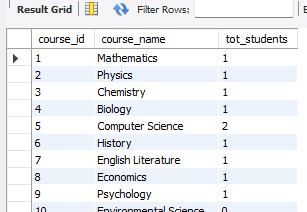 Result Grid Filter Rows:
course_id course_name tot_students
1 Mathematics 1
2 Physics 1
3 Chemistry 1
4 Biology 1
5 Computer Science 2
6 History 1
7 English Literature 1
8 Economics 1
9 Psychology 1
10 Environmental Science 0